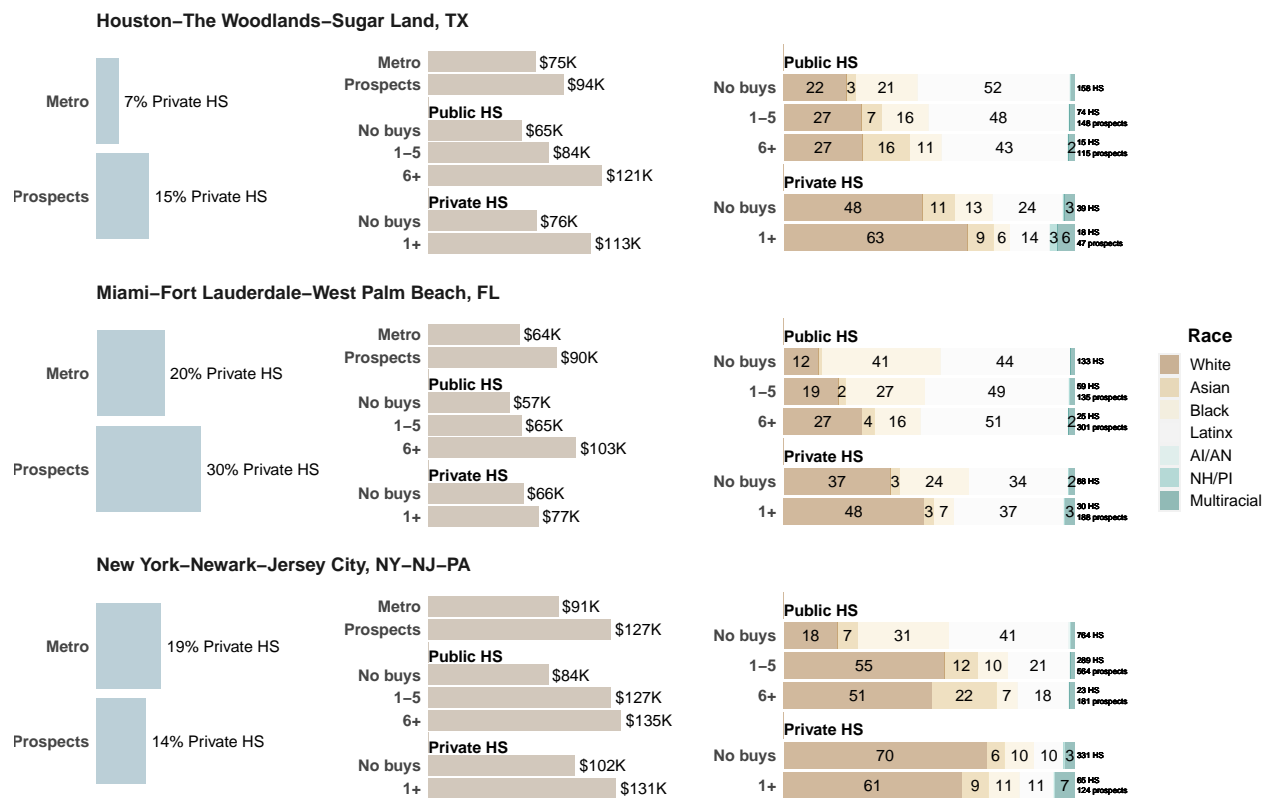 Houston−The Woodlands−Sugar Land, TX
Metro
7% Private HS
Prospects
15% Private HS
Metro
$75K
Prospects
$94K
Public HS
No buys
$65K
1−5
$84K
6+
$121K
Private HS
No buys
$76K
1+
$113K
Public HS
No buys 22 3 21 52 158 HS
1−5 27 7 16 48 74 HS
148 prospects
6+ 27 16 11 43 2 15 HS
115 prospects
Private HS
No buys 48 11 13 24 3 39 HS
1+ 63 9 6 14 3 6 18 HS
47 prospects
Miami−Fort Lauderdale−West Palm Beach, FL
Metro
20% Private HS
Prospects
30% Private HS
Metro
$64K
Prospects
$90K
Public HS
No buys
$57K
1−5
$65K
6+
$103K
Private HS
No buys
$66K
1+
$77K
Public HS
No buys 12 41 44 133 HS
1−5 19 2 27 49 59 HS
135 prospects
6+ 27 4 16 51 2 25 HS
301 prospects
Private HS
No buys 37 3 24 34 2 HS
1+ 48 3 7 37 3 30 HS
186 prospects
Race
White
Asian
Black
Latinx
AI/AN
NH/PI
Multiracial
New York−Newark−Jersey City, NY−NJ−PA
Metro
19% Private HS
Prospects
14% Private HS
Metro
$91K
Prospects
$127K
Public HS
No buys
$84K
1−5
$127K
6+
$135K
Private HS
No buys
$102K
1+
$131K
Public HS
No buys 18 7 31 41 764 HS
1−5 55 12 10 21 289 HS
564 prospects
6+ 51 22 7 18 23 HS
181 prospects
Private HS
No buys 70 6 10 10 3 331 HS
1+ 61 9 11 11 7 65 HS
124 prospects